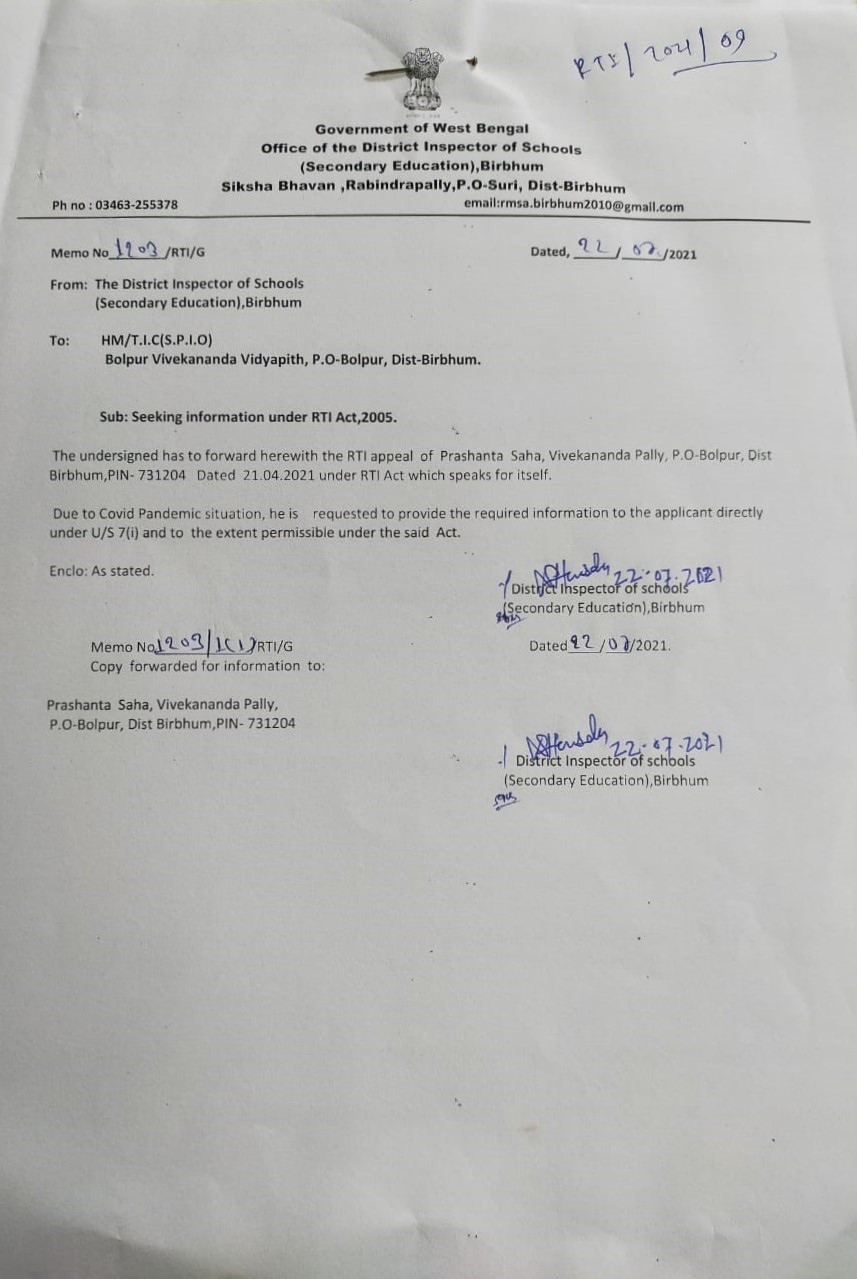 RTI/2021/09
Government of West Bengal
Office of the District Inspector of Schools
(Secondary Education),Birbhum
Siksha Bhavan ,Rabindrapally,P.O-Suri, Dist-Birbhum
Ph no : 03463-255378 email:rmsa.birbhum2010@gmail.com
Memo No 1203 /RTI/G Dated, 22/07/2021
From: The District Inspector of Schools
(Secondary Education),Birbhum
To: HM/T.I.C(S.P.I.O)
Bolpur Vivekananda Vidyapith, P.O-Bolpur, Dist-Birbhum.
Sub: Seeking information under RTI Act,2005.
The undersigned has to forward herewith the RTI appeal of Prashanta Saha, Vivekananda Pally, P.O-Bolpur, Dist
Birbhum,PIN- 731204 Dated 21.04.2021 under RTI Act which speaks for itself.
Due to Covid Pandemic situation, he is requested to provide the required information to the applicant directly
under U/S 7(i) and to the extent permissible under the said Act.
Enclo: As stated.
22.07.2021
District Inspector of schools
(Secondary Education),Birbhum
Memo No 1203/1(1)RTI/G Dated 22/07/2021.
Copy forwarded for information to:
Prashanta Saha, Vivekananda Pally,
P.O-Bolpur, Dist Birbhum,PIN- 731204
22.07.2021
District Inspector of schools
(Secondary Education),Birbhum